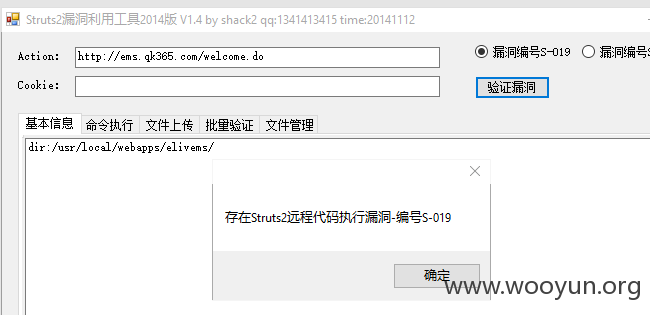 Struts2漏洞利用工具2014版 V1.4 by shack2 qq:1341413415 time:20141112
Action: http://ems.qk365.com/welcome.do 漏洞编号S-019 漏洞编号S
Cookie: 验证漏洞
基本信息 命令执行 文件上传 批量验证 文件管理
dir:/usr/local/webapps/elivems/
存在Struts2远程代码执行漏洞-编号S-019
确定
www.wooyun.org